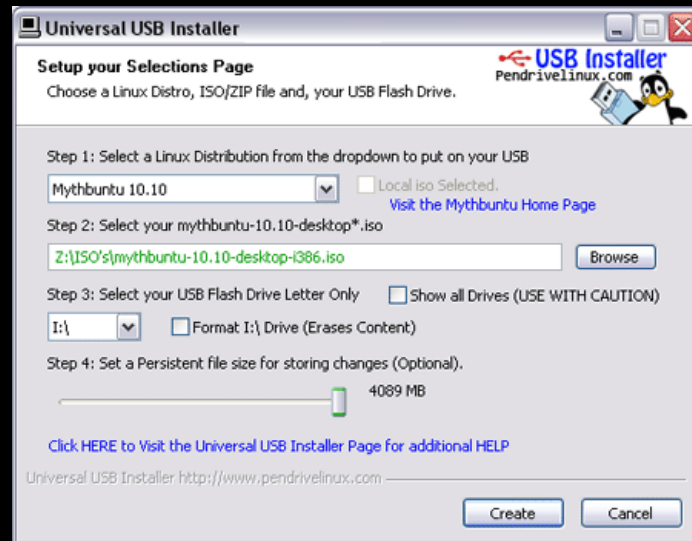 Universal USB Installer
Setup your Selections Page
Choose a Linux Distro, ISO/ZIP file and, your USB Flash Drive.
USB Installer
Pendrivelinux.com
Step 1: Select a Linux Distribution from the dropdown to put on your USB
Mythbuntu 10.10
Local iso Selected.
Visit the Mythbuntu Home Page
Step 2: Select your mythbuntu-10.10-desktop*.iso
Z:\ISO's\mythbuntu-10.10-desktop-i386.iso
Browse
Step 3: Select your USB Flash Drive Letter Only
Show all Drives (USE WITH CAUTION)
I:\
Format I:\ Drive (Erases Content)
Step 4: Set a Persistent file size for storing changes (Optional).
4089 MB
Click HERE to Visit the Universal USB Installer Page for additional HELP
Universal USB Installer http://www.pendrivelinux.com
Create
Cancel